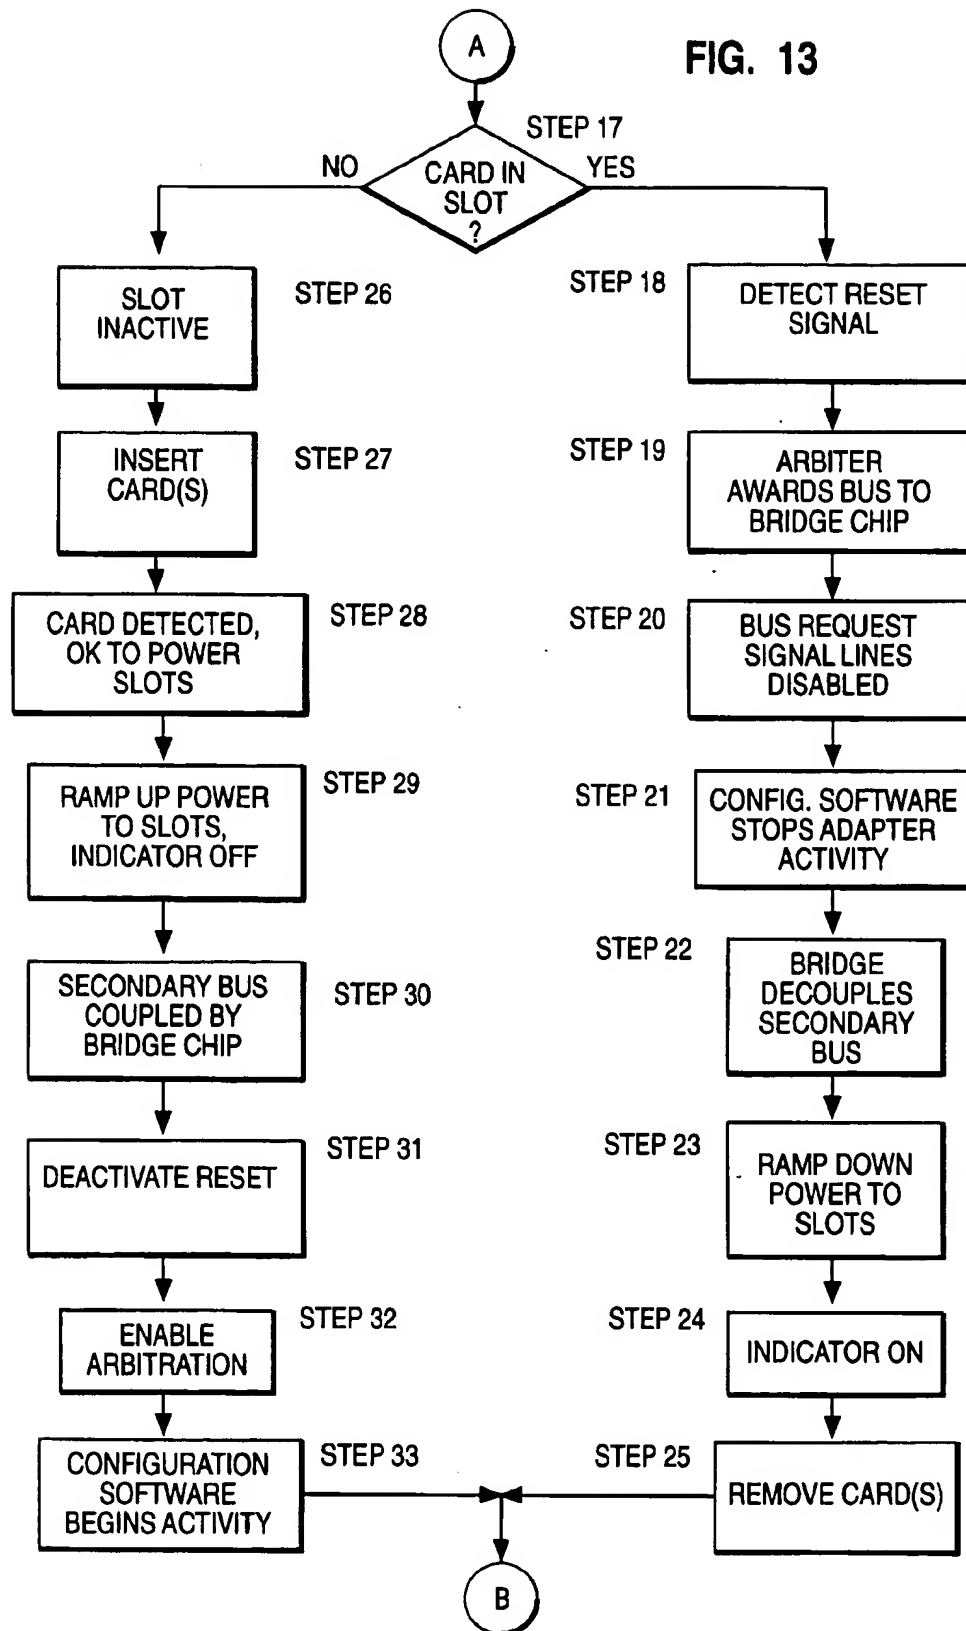 A
FIG. 13
STEP 17
NO
YES
CARD IN
SLOT
?
SLOT
INACTIVE
STEP 26
INSERT
CARD(S)
STEP 27
CARD DETECTED,
OK TO POWER
SLOTS
STEP 28
RAMP UP POWER
TO SLOTS,
INDICATOR OFF
STEP 29
SECONDARY BUS
COUPLED BY
BRIDGE CHIP
STEP 30
DEACTIVATE RESET
STEP 31
ENABLE
ARBITRATION
STEP 32
CONFIGURATION
SOFTWARE
BEGINS ACTIVITY
STEP 33
STEP 18
DETECT RESET
SIGNAL
STEP 19
ARBITER
AWARDS BUS TO
BRIDGE CHIP
STEP 20
BUS REQUEST
SIGNAL LINES
DISABLED
STEP 21
CONFIG. SOFTWARE
STOPS ADAPTER
ACTIVITY
STEP 22
BRIDGE
DECOUPLES
SECONDARY
BUS
STEP 23
RAMP DOWN
POWER TO
SLOTS
STEP 24
INDICATOR ON
STEP 25
REMOVE CARD(S)
B